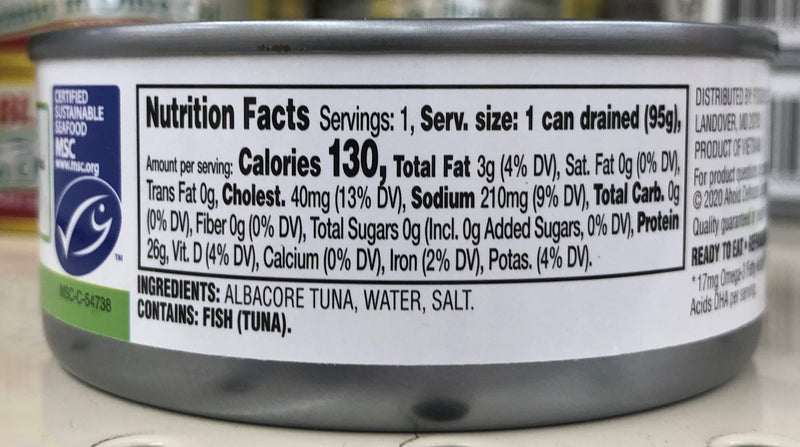 CERTIFIED
SUSTAINABLE
SEAFOOD
MSC
www.msc.org
TM
MSC-C-54738
Nutrition Facts Servings: 1, Serv. size: 1 can drained (95g),
Amount per serving: Calories 130, Total Fat 3g (4% DV), Sat. Fat 0g (0% DV),
Trans Fat 0g, Cholest. 40mg (13% DV), Sodium 210mg (9% DV), Total Carb. 0g
(0% DV), Fiber 0g (0% DV), Total Sugars 0g (Incl. 0g Added Sugars, 0% DV), Protein
26g, Vit. D (4% DV), Calcium (0% DV), Iron (2% DV), Potas. (4% DV).
INGREDIENTS: ALBACORE TUNA, WATER, SALT.
CONTAINS: FISH (TUNA).
DISTRIBUTED BY
LANDOVER, MD 20785
PRODUCT OF VIETNAM
For product questions
© 2020 Ahold
Quality guaranteed
READY TO EAT •
*17mg Omega-3 Fatty
Acids DHA per serving